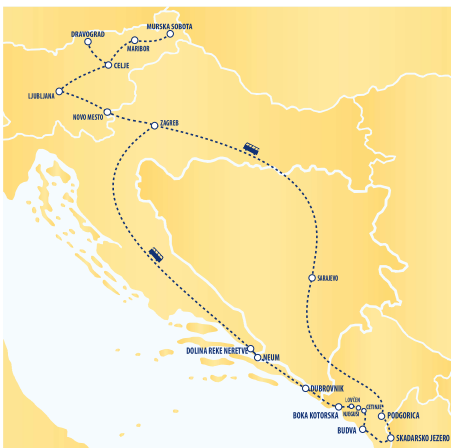 MURSKA SOBOTA
DRAVOGRAD
MARIBOR
CELJE
LJUBLJANA
NOVO MESTO
ZAGREB
SARAJEVO
DOLINA REKE NERETVE
NEUM
DUBROVNIK
LOVĆEN
CETINJE
BOKA KOTORSKA
NJEGUŠI
PODGORICA
BUDVA
SKADARSKO JEZERO